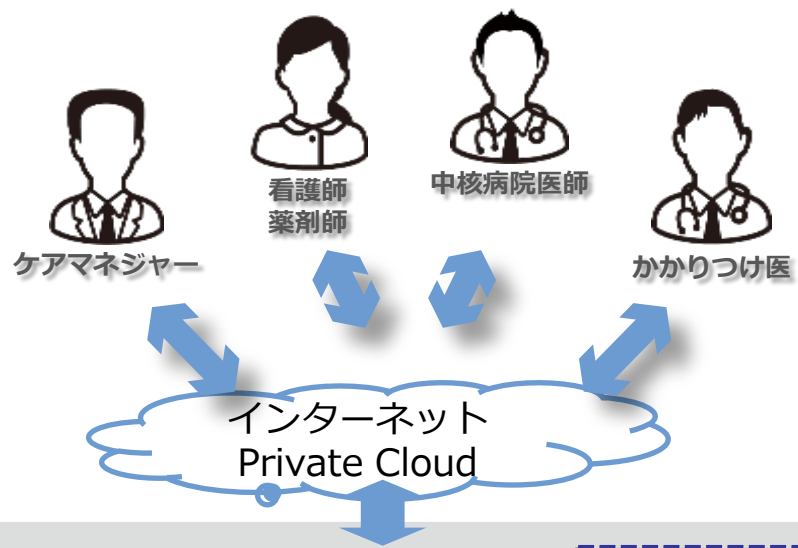 看護師
薬剤師
中核病院医師
ケアマネジャー
かかりつけ医
インターネット
Private Cloud